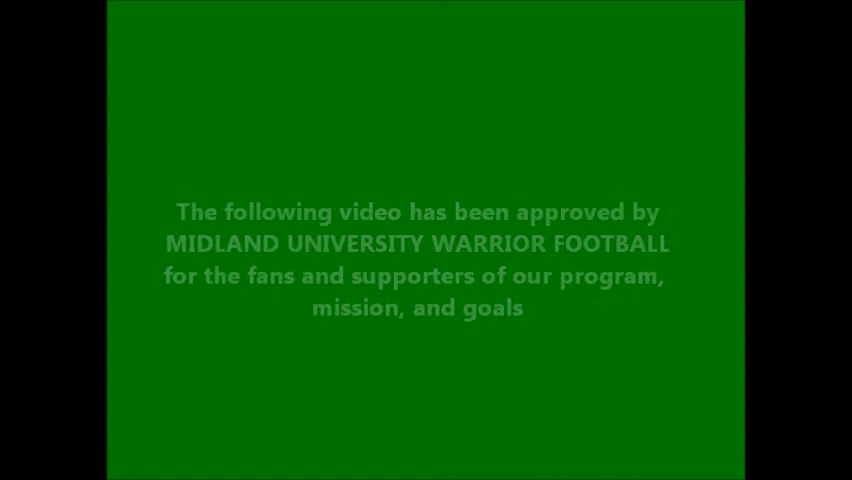 The following video has been approved by
MIDLAND UNIVERSITY WARRIOR FOOTBALL
for the fans and supporters of our program,
mission, and goals